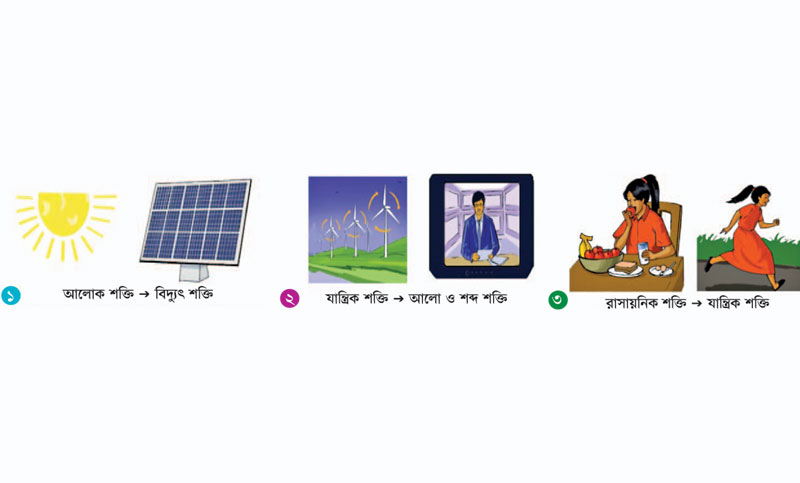 ১ আলোক শক্তি → বিদ্যুৎ শক্তি
২ যান্ত্রিক শক্তি → আলো ও শব্দ শক্তি
৩ রাসায়নিক শক্তি → যান্ত্রিক শক্তি